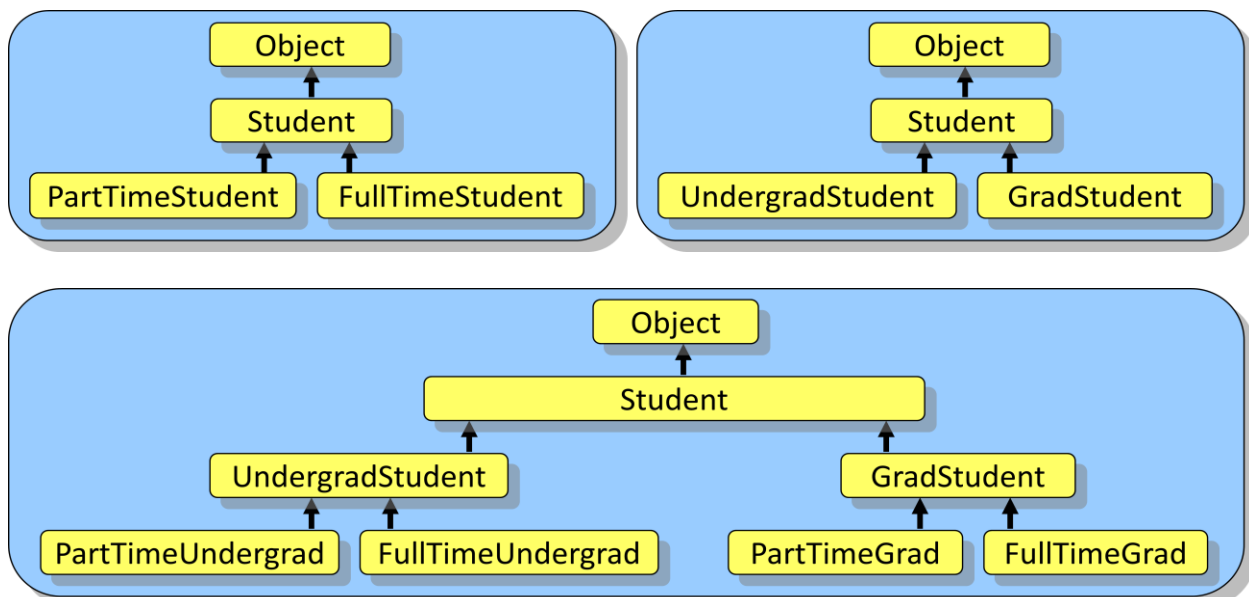 Object
Student
PartTimeStudent FullTimeStudent
Object
Student
UndergradStudent GradStudent
Object
Student
UndergradStudent GradStudent
PartTimeUndergrad FullTimeUndergrad PartTimeGrad FullTimeGrad